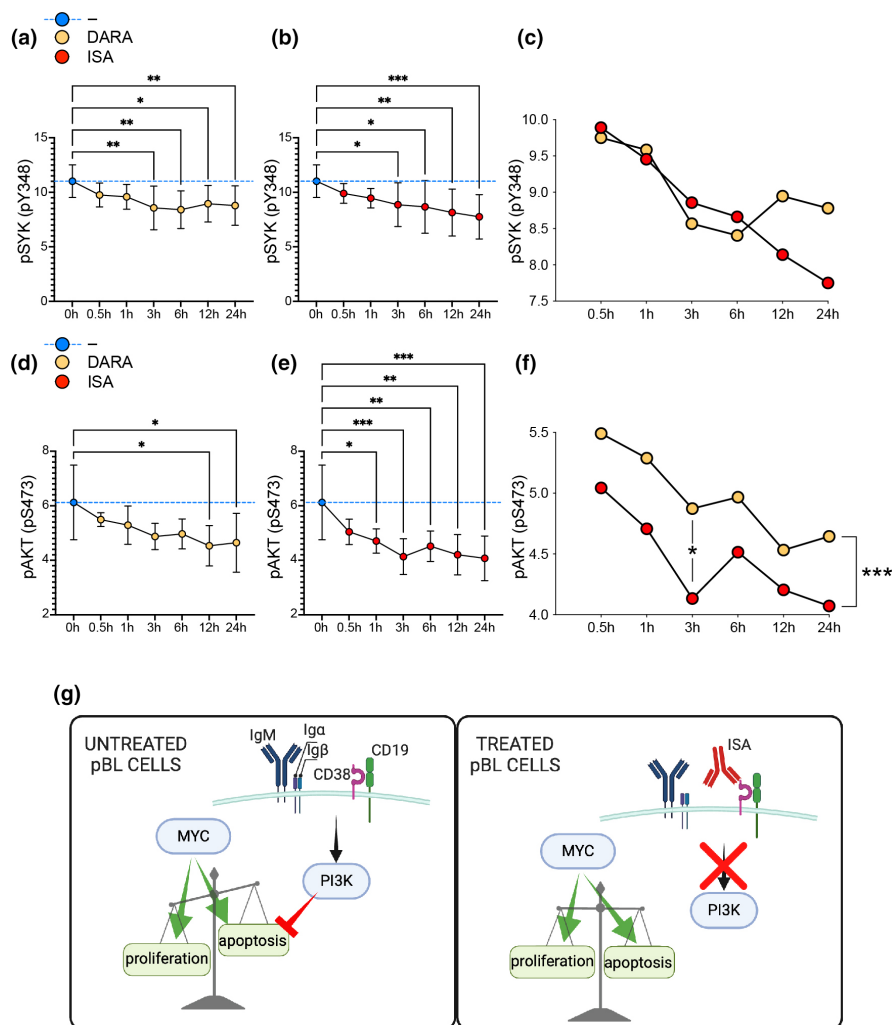 –
(a) DARA (b) (c)
ISA
** ***
* **
** *
** *
15 15 10.0
10 10 9.5
5 5 9.0
0 0 8.5
8.0
7.5
pSYK (pY348) pSYK (pY348) pSYK (pY348)
0h 0.5h 1h 3h 6h 12h 24h 0h 0.5h 1h 3h 6h 12h 24h 0.5h 1h 3h 6h 12h 24h
–
(d) DARA (e) (f)
ISA
***
**
* **
* ***
*
8 8 5.5
6 6 5.0
4 4 4.5
2 2 4.0
* ***
pAKT (pS473) pAKT (pS473) pAKT (pS473)
0h 0.5h 1h 3h 6h 12h 24h 0h 0.5h 1h 3h 6h 12h 24h 0.5h 1h 3h 6h 12h 24h
(g)
UNTREATED
pBL CELLS
IgM Igα
Igβ
CD38 CD19
MYC
PI3K
proliferation apoptosis
TREATED
pBL CELLS
ISA
MYC
PI3K
proliferation apoptosis